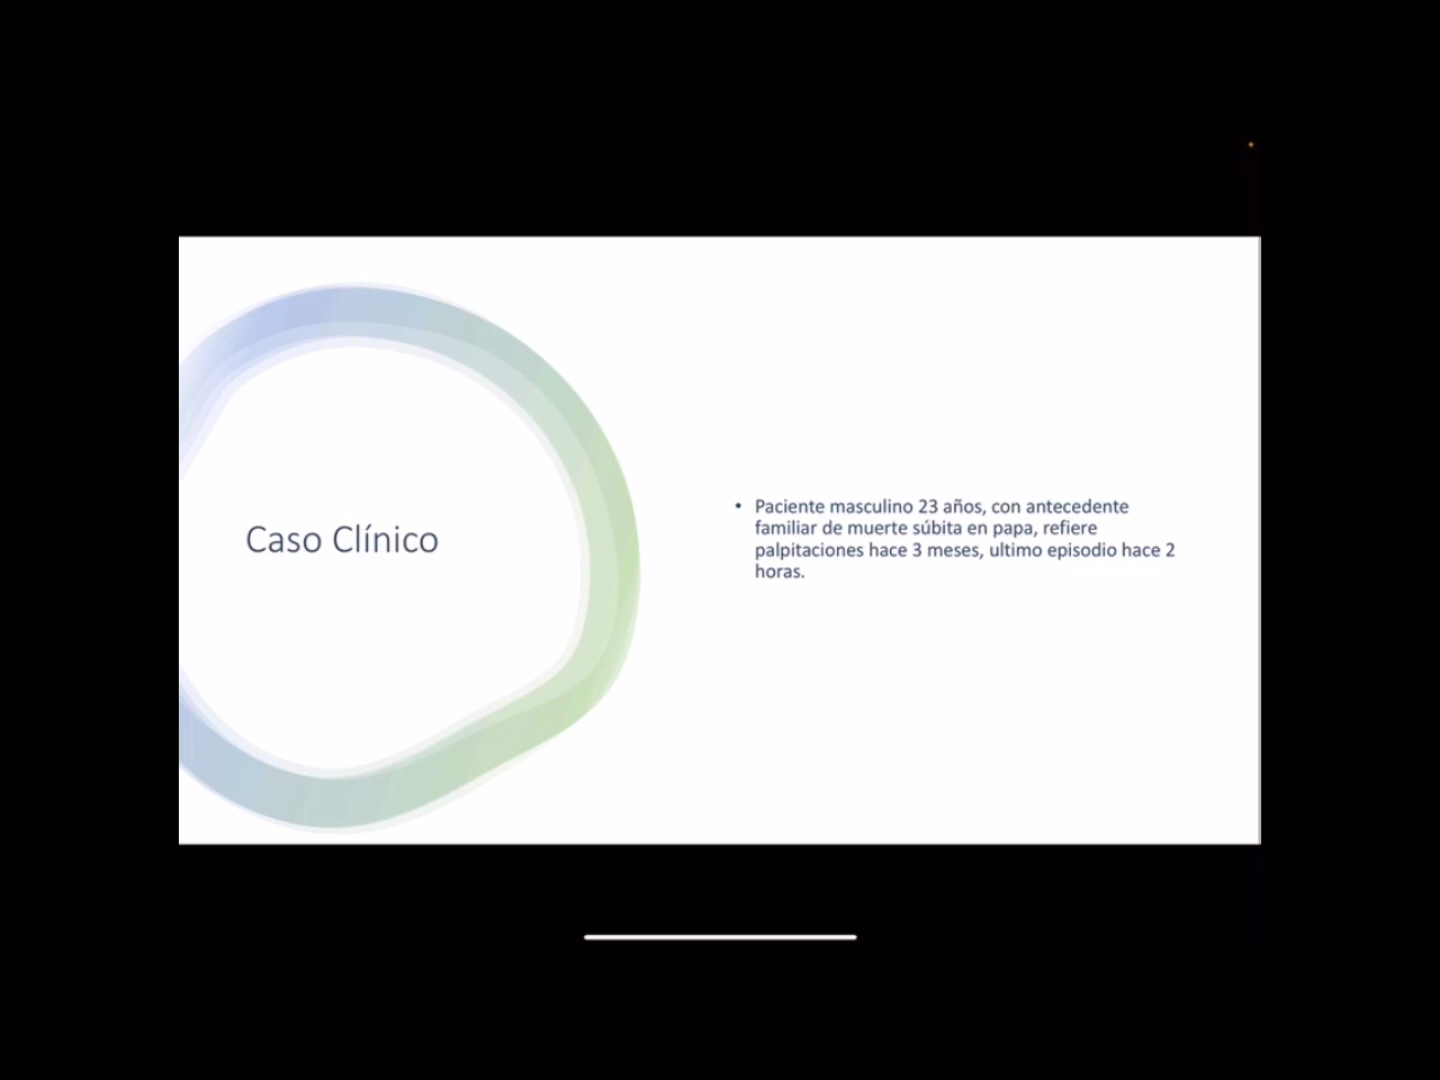 Caso Clínico
• Paciente masculino 23 años, con antecedente
familiar de muerte súbita en papa, refiere
palpitaciones hace 3 meses, ultimo episodio hace 2
horas.